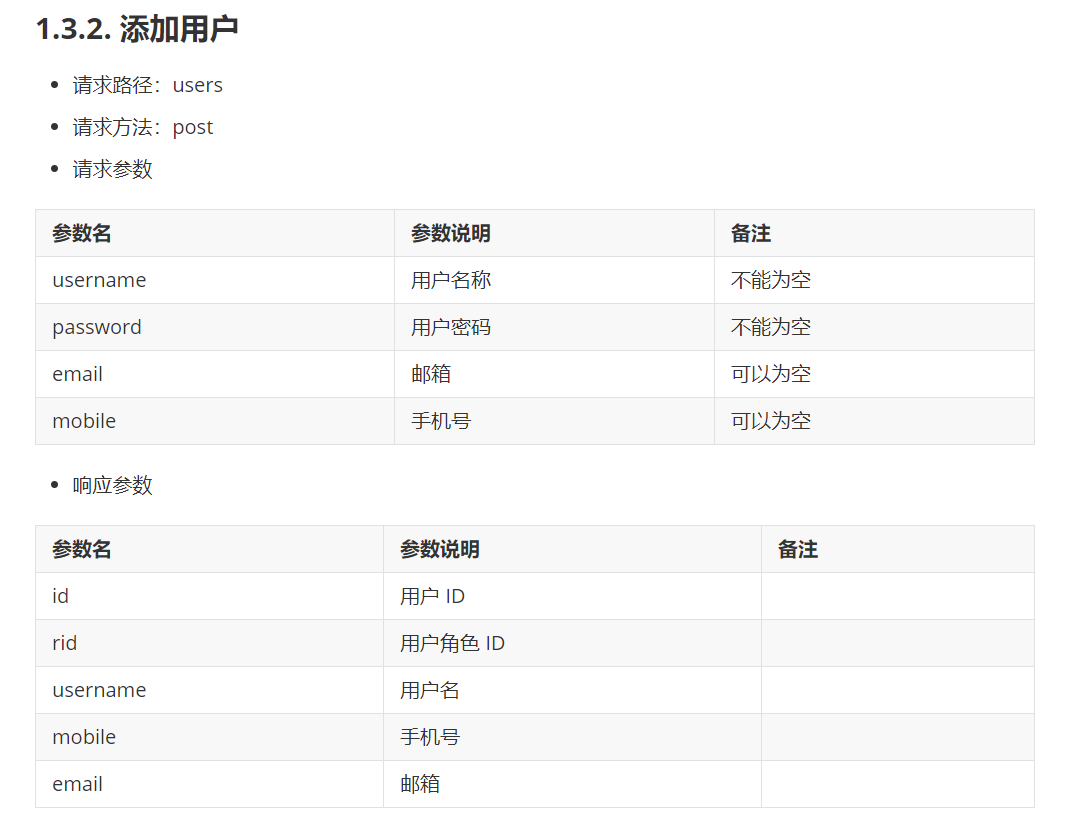 1.3.2. 添加用户
请求路径：users
请求方法：post
请求参数
参数名 参数说明 备注
username 用户名称 不能为空
password 用户密码 不能为空
email 邮箱 可以为空
mobile 手机号 可以为空
响应参数
参数名 参数说明 备注
id 用户 ID
rid 用户角色 ID
username 用户名
mobile 手机号
email 邮箱